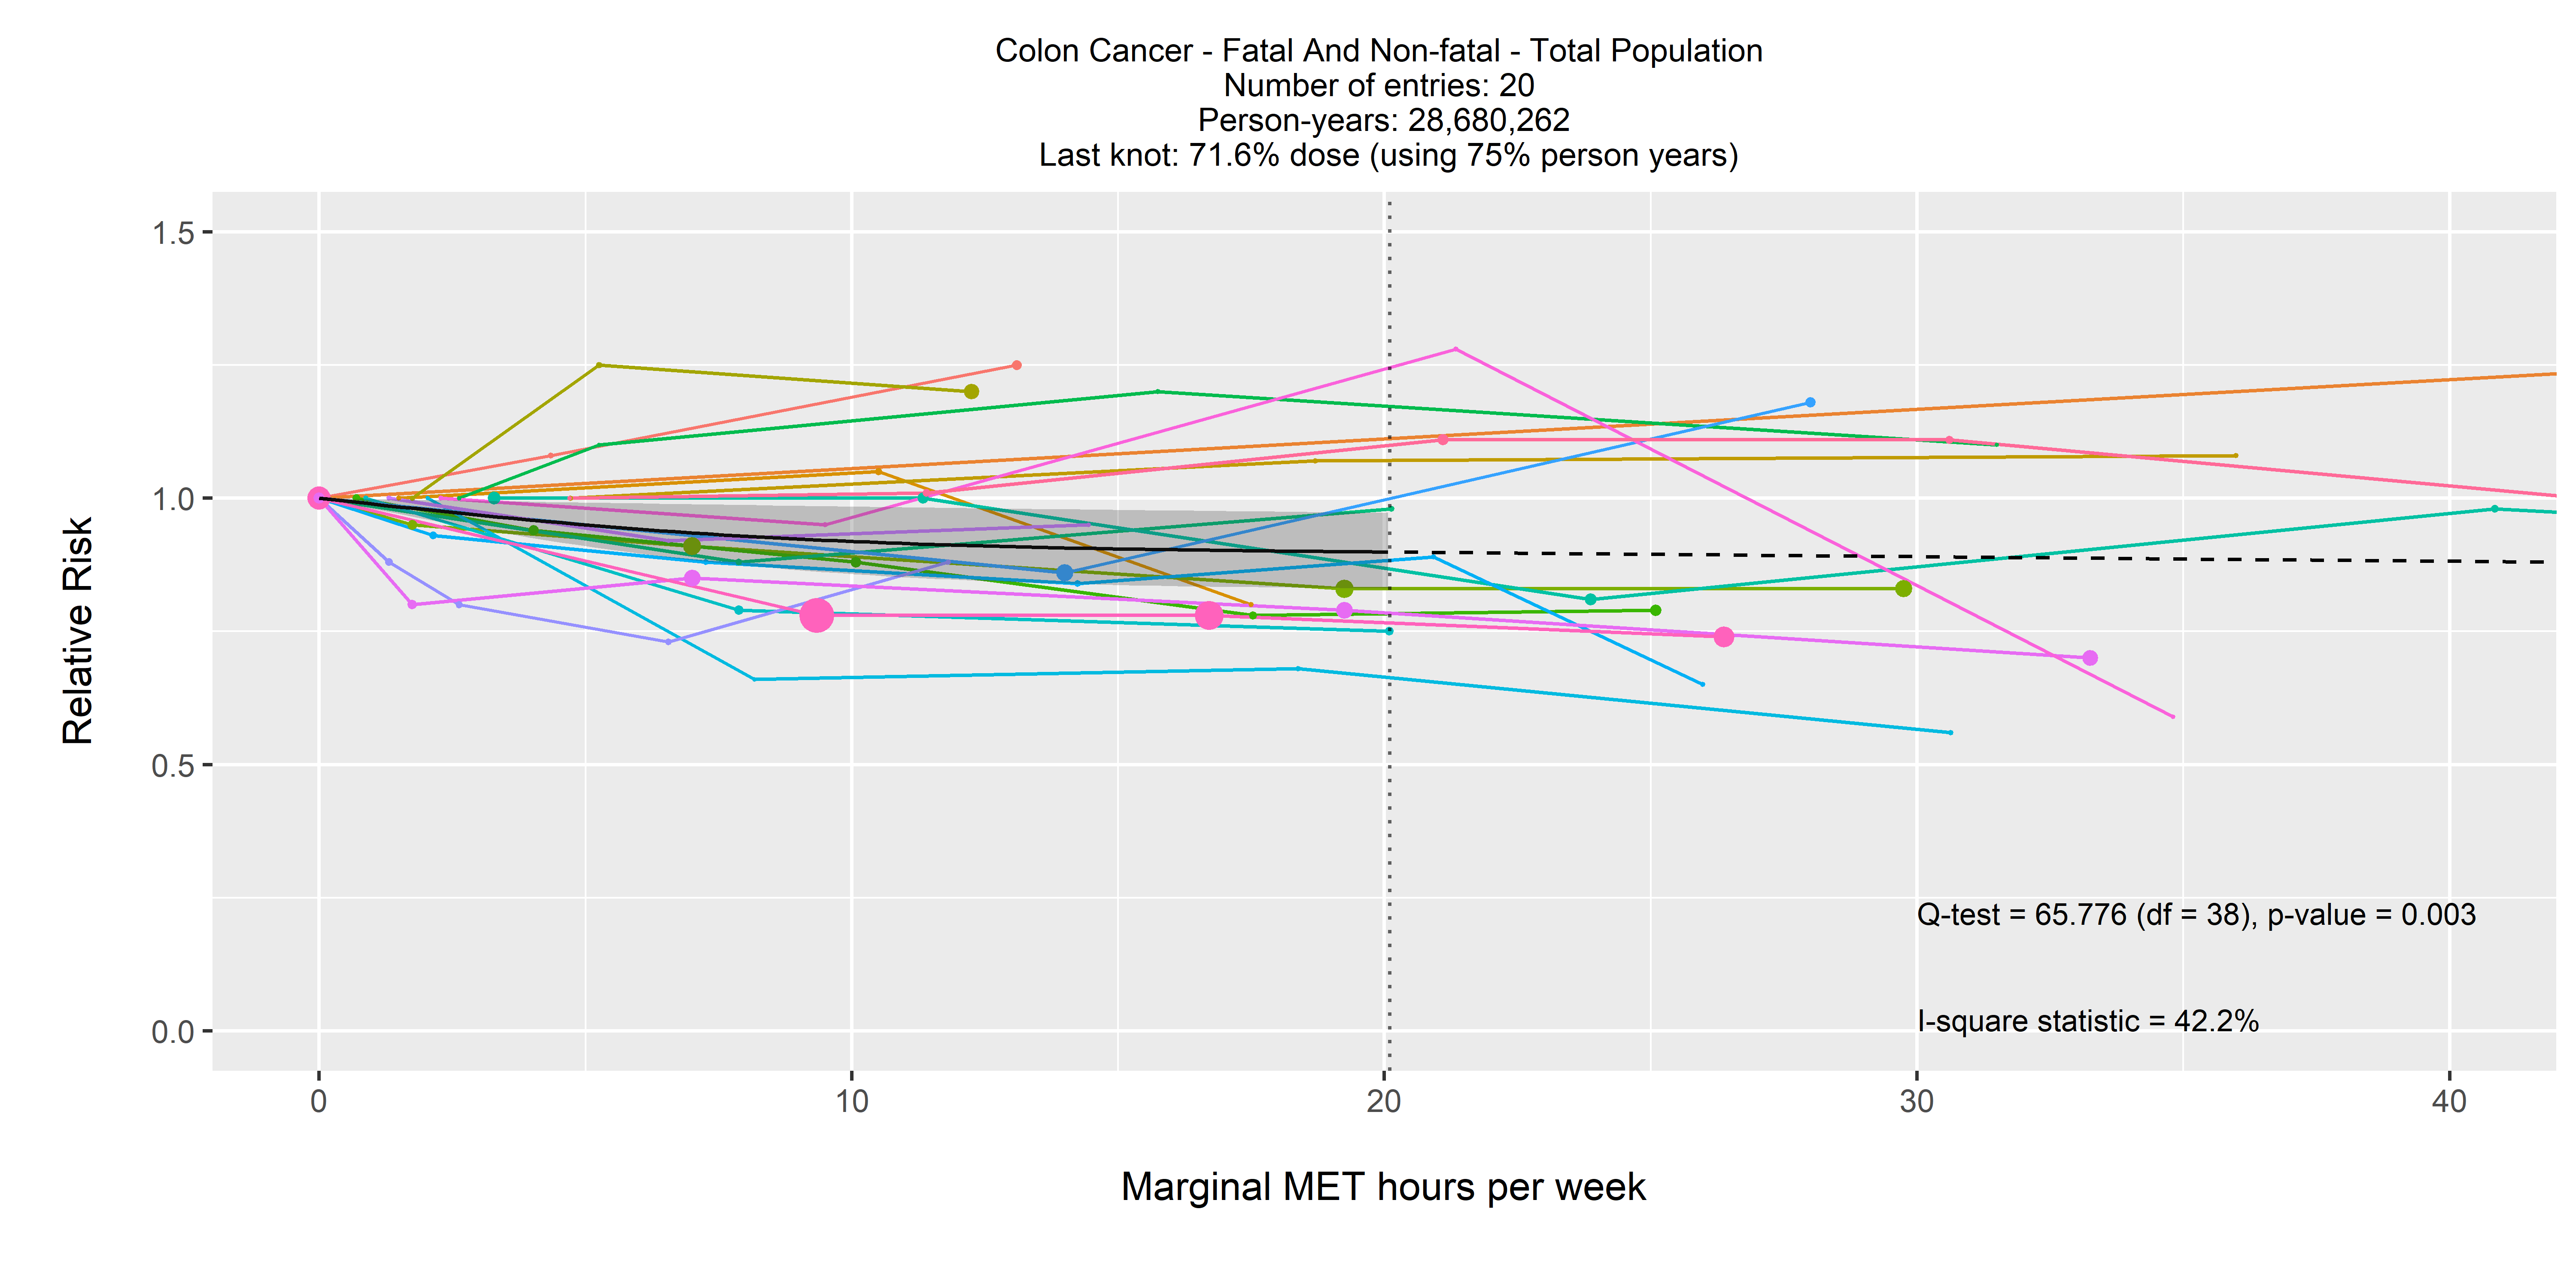 Colon Cancer - Fatal And Non-fatal - Total Population
Number of entries: 20
Person-years: 28,680,262
Last knot: 71.6% dose (using 75% person years)
1.5
1.0
0.5
0.0
Relative Risk
Q-test = 65.776 (df = 38), p-value = 0.003
I-square statistic = 42.2%
0 10 20 30 40
Marginal MET hours per week